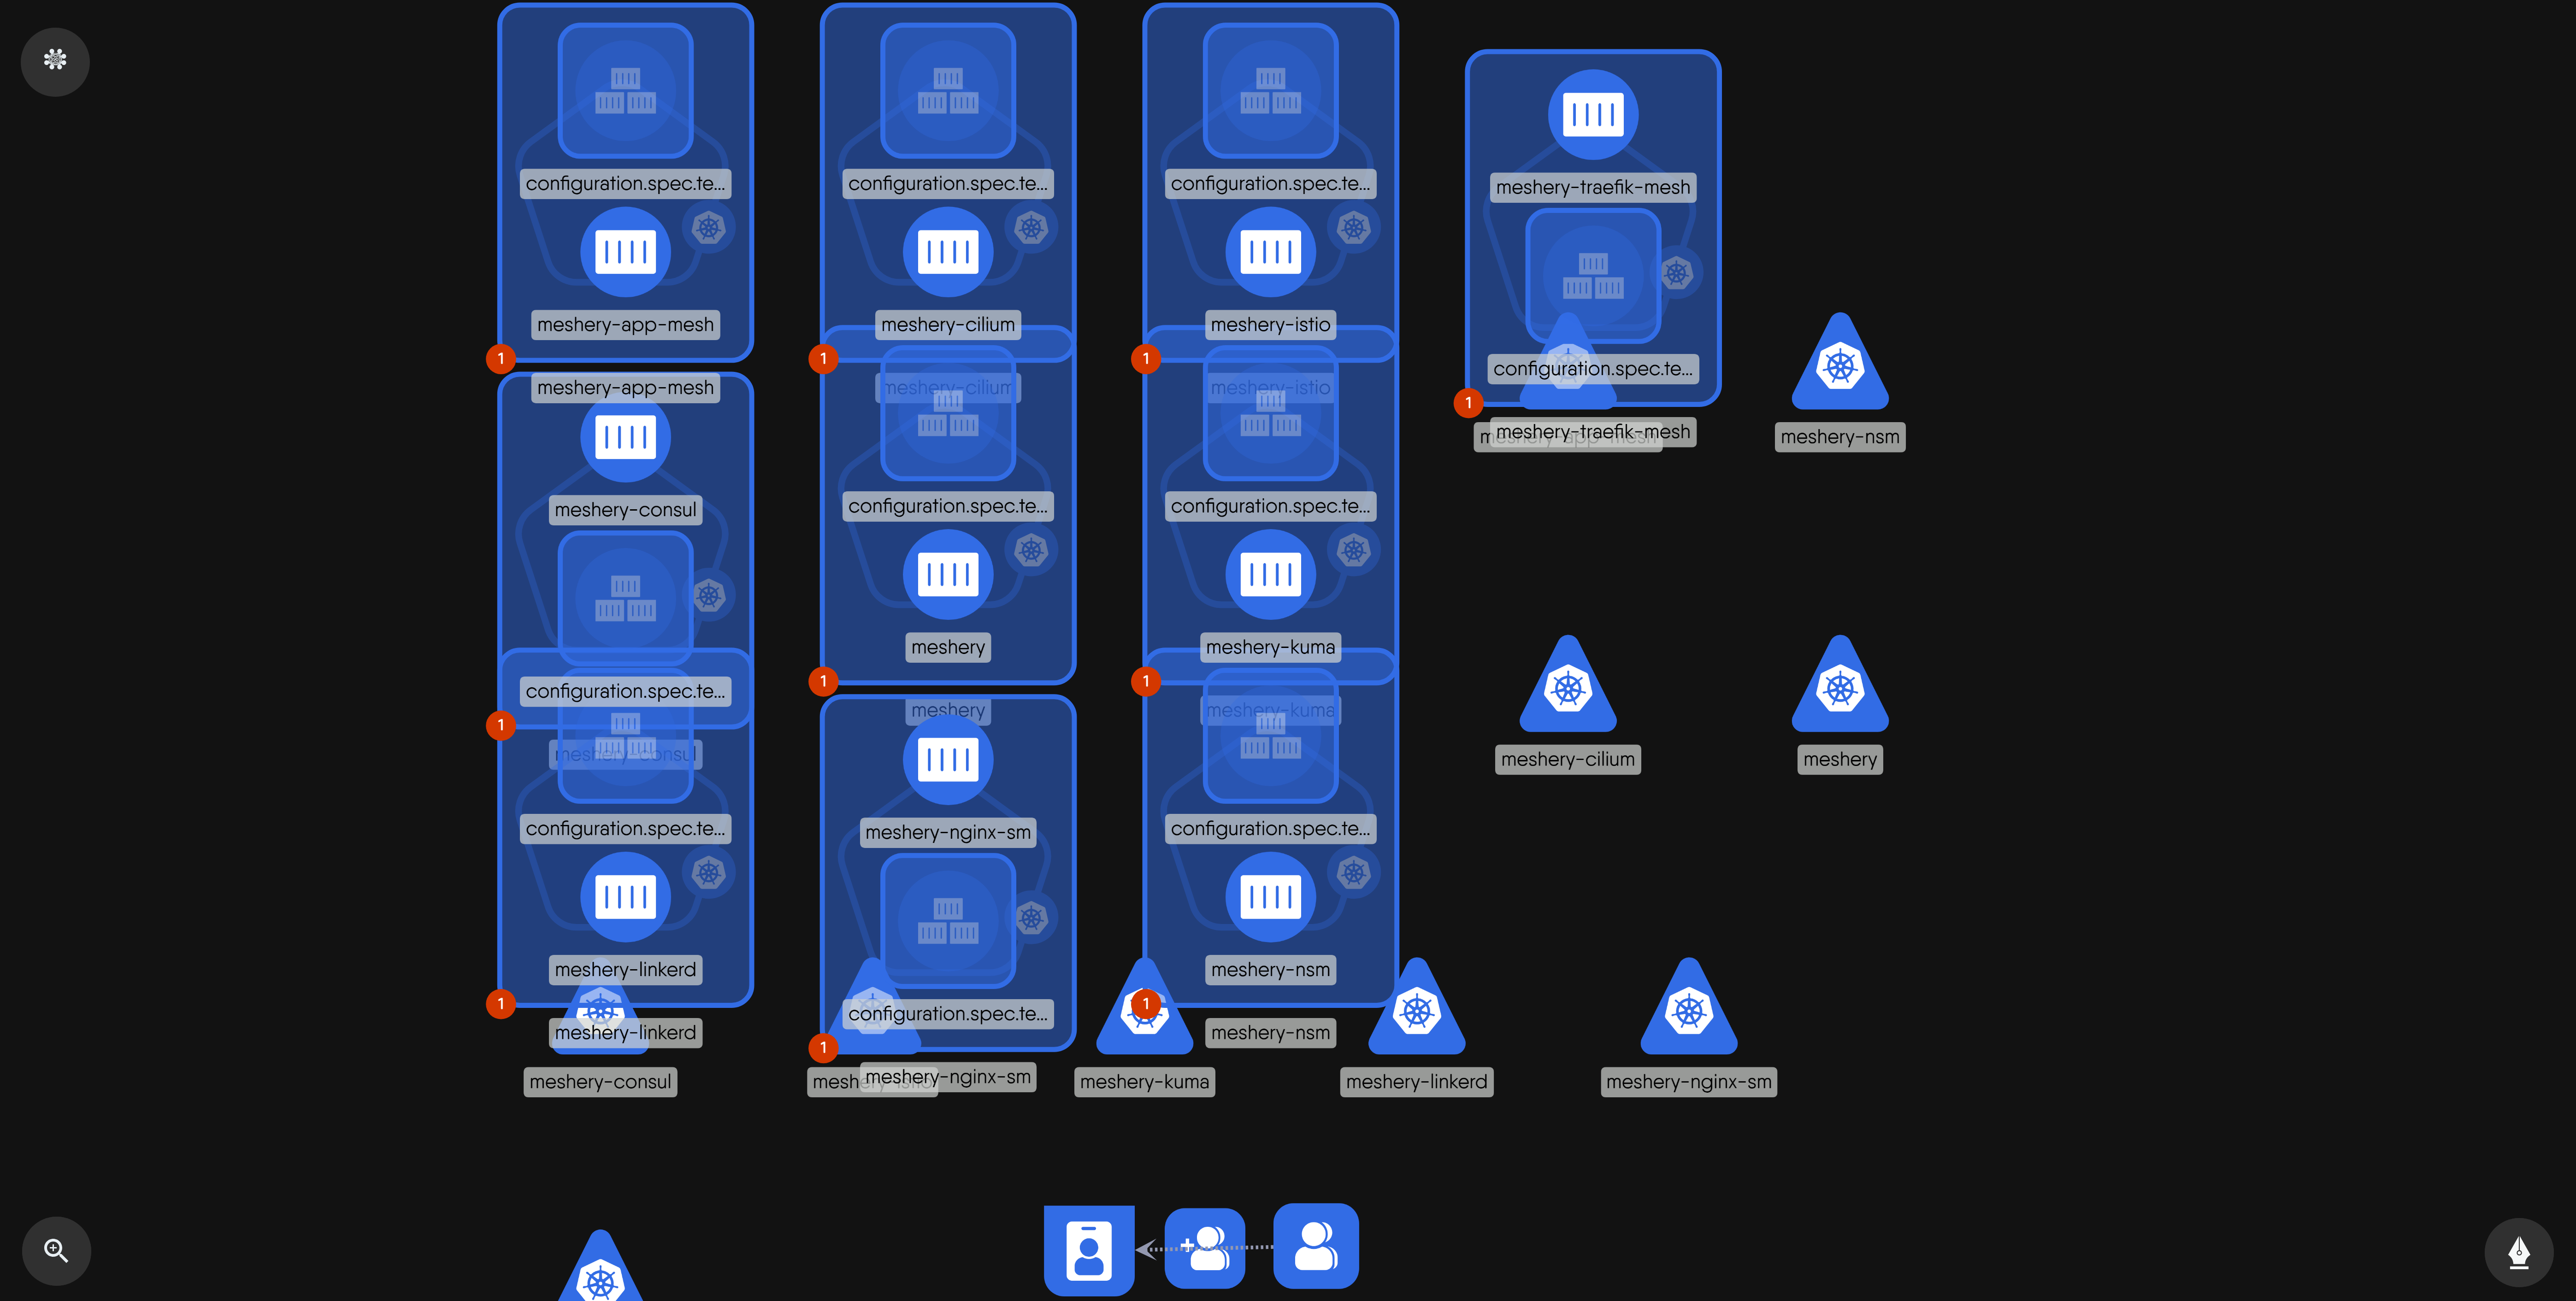 configuration.spec.te...
meshery-app-mesh
1
meshery-app-mesh
meshery-consul
configuration.spec.te...
1
meshery-consul
configuration.spec.te...
meshery-linkerd
1
meshery-linkerd
meshery-consul
configuration.spec.te...
meshery-cilium
1
meshery-cilium
configuration.spec.te...
meshery
1
meshery
meshery-nginx-sm
configuration.spec.te...
1
meshery-istio
meshery-nginx-sm
configuration.spec.te...
meshery-istio
1
meshery-istio
configuration.spec.te...
meshery-kuma
1
meshery-kuma
configuration.spec.te...
meshery-nsm
1
meshery-nsm
meshery-kuma
meshery-traefik-mesh
configuration.spec.te...
1
meshery-app-mesh
meshery-traefik-mesh
meshery-nsm
meshery-cilium
meshery
meshery-linkerd
meshery-nginx-sm